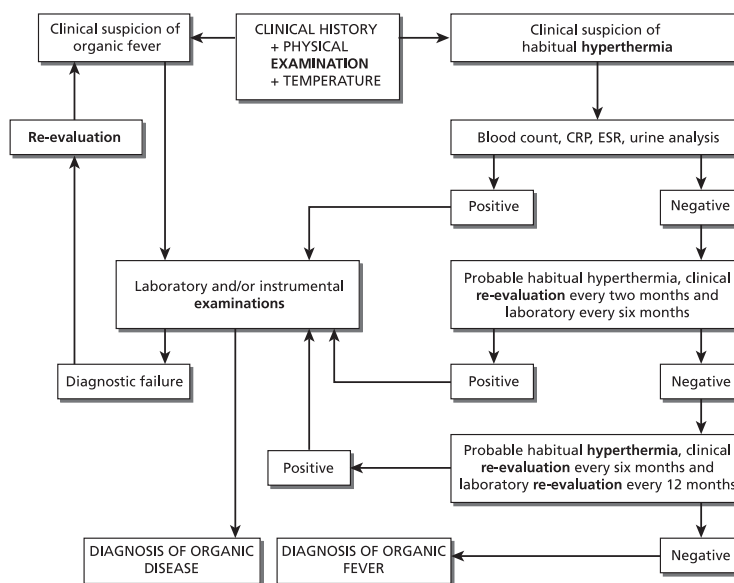 Clinical suspicion of
organic fever
CLINICAL HISTORY
+ PHYSICAL
EXAMINATION
+ TEMPERATURE
Clinical suspicion of
habitual hyperthermia
Re-evaluation
Blood count, CRP, ESR, urine analysis
Positive
Negative
Laboratory and/or instrumental
examinations
Probable habitual hyperthermia, clinical
re-evaluation every two months and
laboratory every six months
Diagnostic failure
Positive
Negative
Positive
Probable habitual hyperthermia, clinical
re-evaluation every six months and
laboratory re-evaluation every 12 months
DIAGNOSIS OF ORGANIC
DISEASE
DIAGNOSIS OF ORGANIC
FEVER
Negative